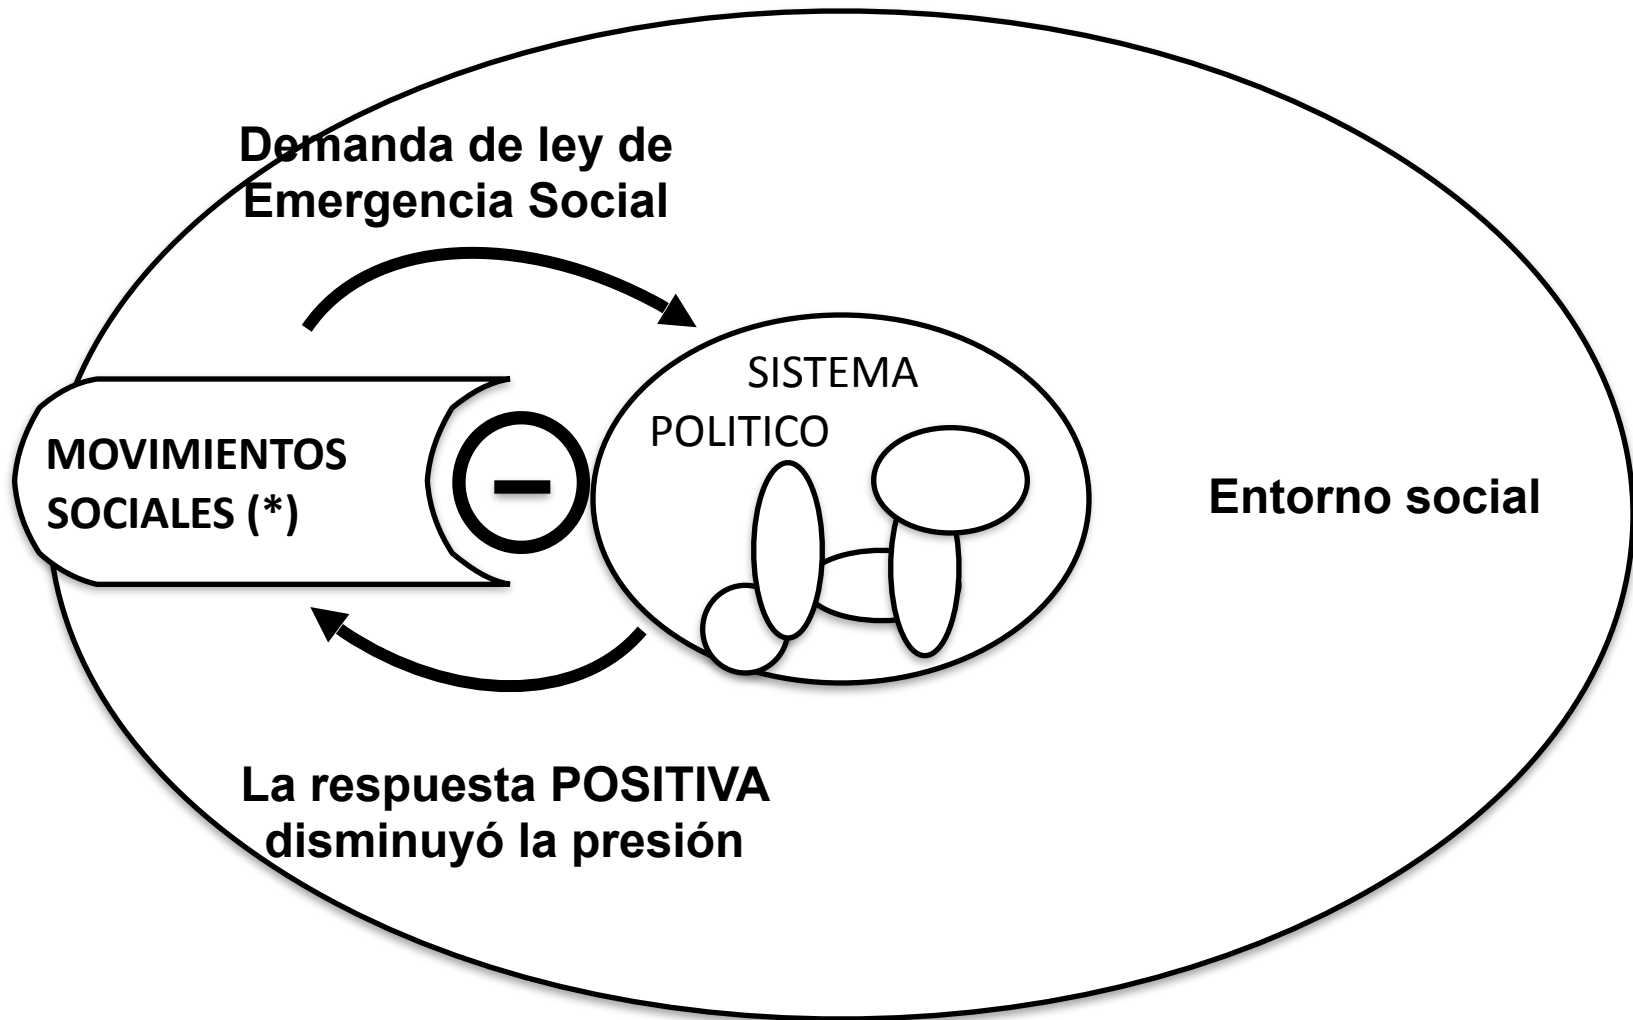 Demanda de ley de
Emergencia Social
SISTEMA
POLITICO
MOVIMIENTOS
SOCIALES (*)
–
Entorno social
La respuesta POSITIVA
disminuyó la presión